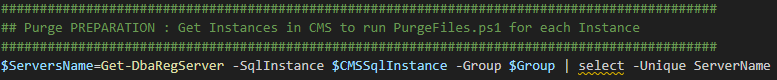 ##########################################################################################
## Purge PREPARATION : Get Instances in CMS to run PurgeFiles.ps1 for each Instance
##########################################################################################
$ServersName=Get-DbaRegServer -SqlInstance $CMSSqlInstance -Group $Group | select -Unique ServerName